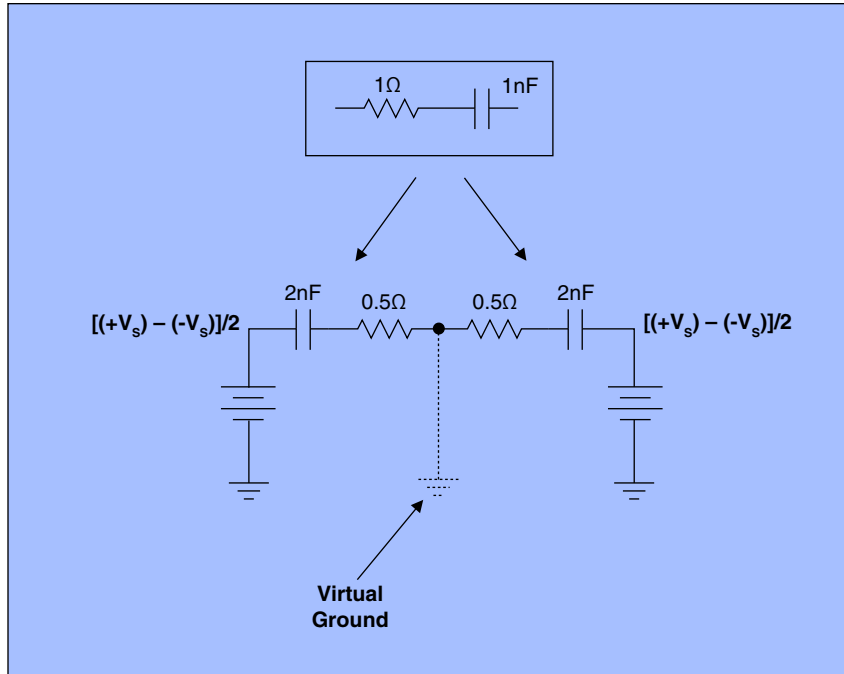 1Ω 1nF
2nF 0.5Ω 0.5Ω 2nF
[(+Vs) – (-Vs)]/2 [(+Vs) – (-Vs)]/2
Virtual
Ground